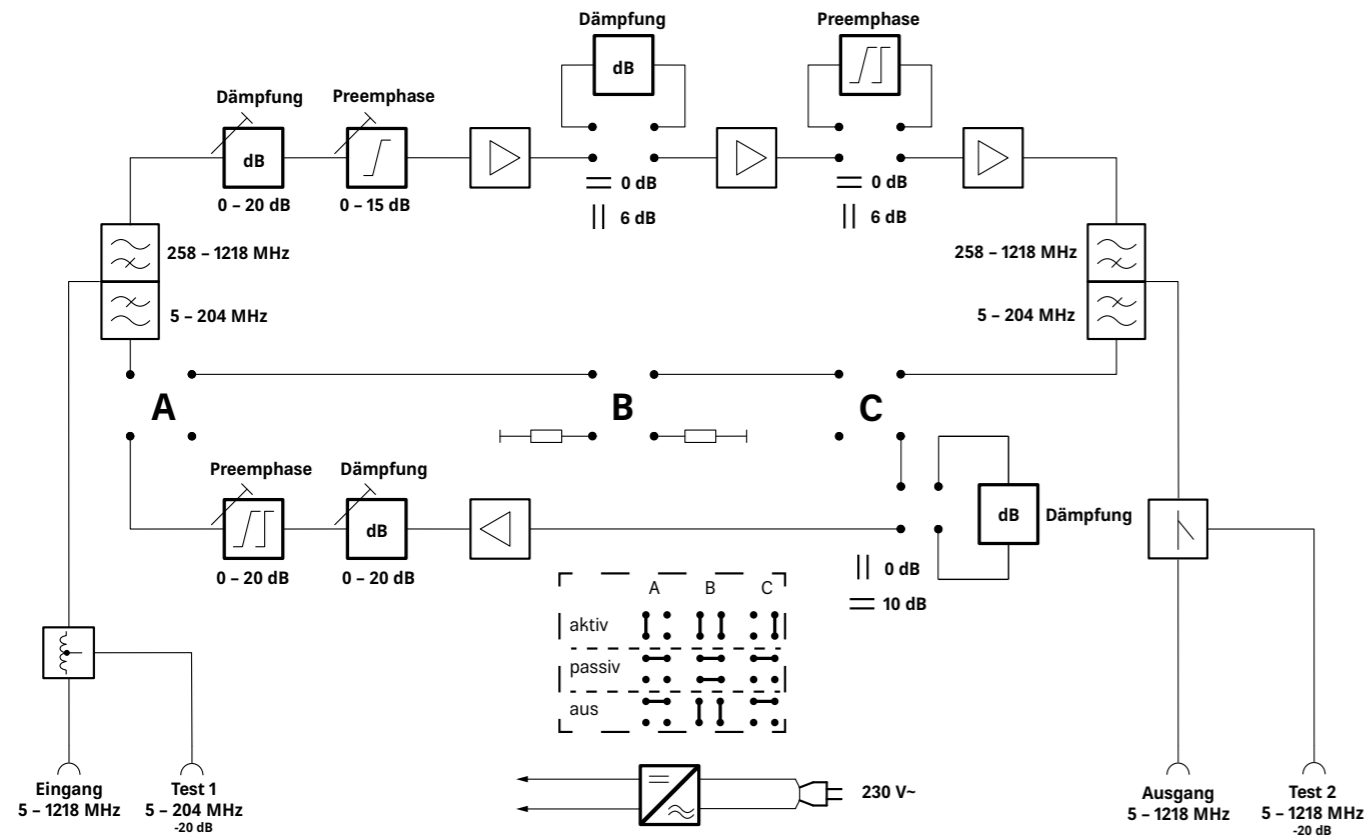 Dämpfung
Preemphase
dB
Dämpfung
Preemphase
dB
0 – 20 dB
0 – 15 dB
0 dB
6 dB
0 dB
6 dB
258 – 1218 MHz
5 – 204 MHz
258 – 1218 MHz
5 – 204 MHz
A
B
C
Preemphase
Dämpfung
dB
0 – 20 dB
0 – 20 dB
dB
Dämpfung
0 dB
10 dB
A B C
aktiv
passiv
aus
230 V~
Eingang
5 – 1218 MHz
Test 1
5 – 204 MHz
-20 dB
Ausgang
5 – 1218 MHz
Test 2
5 – 1218 MHz
-20 dB